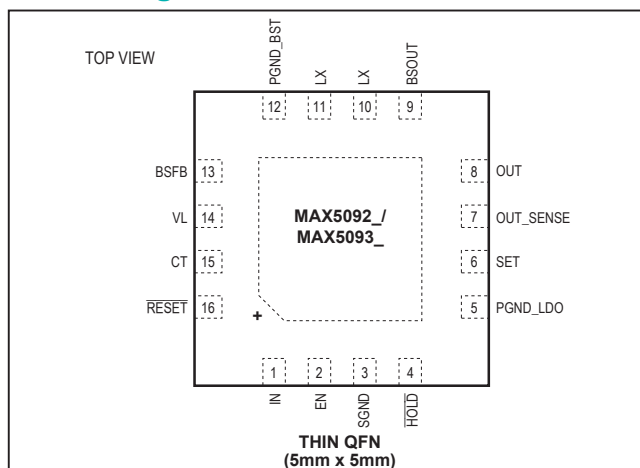 TOP VIEW
PGND_BST
LX
LX
BSOUT
12
11
10
9
BSFB 13
8 OUT
VL 14
MAX5092_/
MAX5093_
7 OUT_SENSE
CT 15
6 SET
RESET 16
+
5 PGND_LDO
1
2
3
4
IN
EN
SGND
HOLD
THIN QFN
(5mm x 5mm)